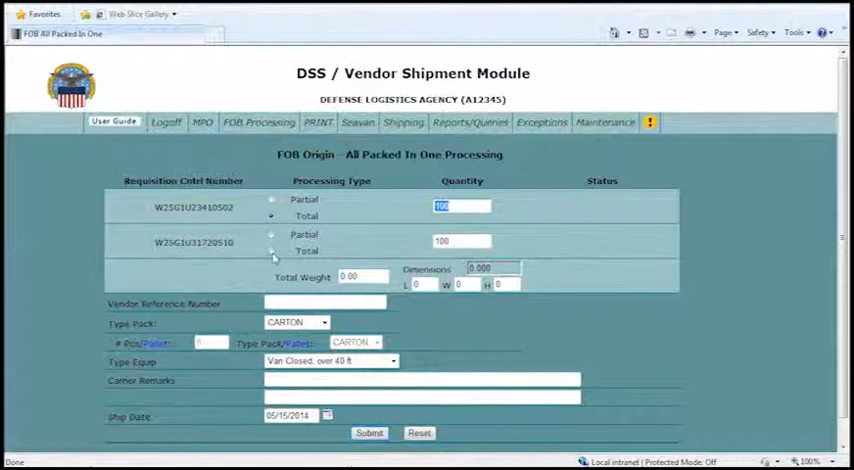 Favorites
Web Slice Gallery
FOB All Packed In One
Page Safety Tools
DSS / Vendor Shipment Module
DEFENSE LOGISTICS AGENCY (A12345)
User Guide Logoff MPO FOB Processing PRINT Seavan Shipping Reports/Queries Exceptions Maintenance !
FOB Origin - All Packed In One Processing
Requisition Cntrl Number Processing Type Quantity Status
Partial
W25G1U23410502 100
Total
Partial
W25G1U31720510 100
Total
Total Weight 0.00 Dimensions 0.000
L 0 W 0 H 0
Vendor Reference Number
Type Pack: CARTON
# Pcs/Pallet: Type Pack/Pallet: CARTON
Type Equip Van Closed, over 40 ft
Carrier Remarks
Ship Date 05/15/2014
Submit Reset
Done Local intranet | Protected Mode: Off 100%